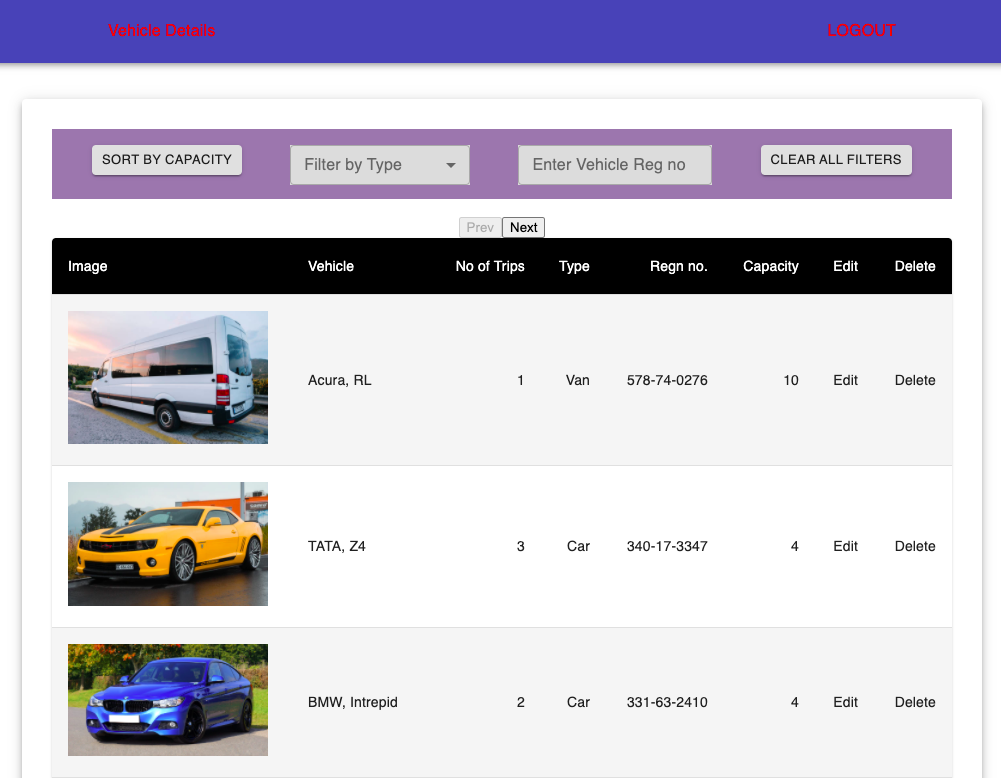 Vehicle Details LOGOUT
SORT BY CAPACITY Filter by Type Enter Vehicle Reg no CLEAR ALL FILTERS
Prev Next
Image Vehicle No of Trips Type Regn no. Capacity Edit Delete
Acura, RL 1 Van 578-74-0276 10 Edit Delete
TATA, Z4 3 Car 340-17-3347 4 Edit Delete
BMW, Intrepid 2 Car 331-63-2410 4 Edit Delete